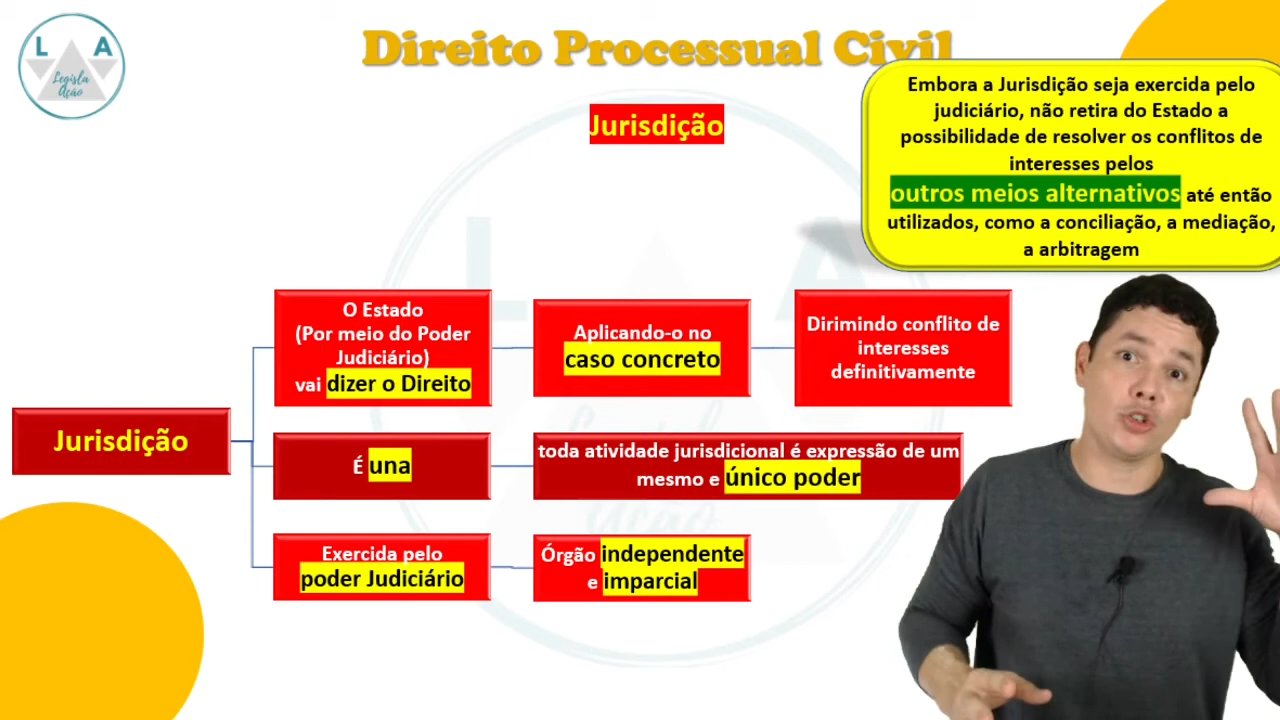 L A
Legisla
Ação
Direito Processual Civil
Jurisdição
Embora a Jurisdição seja exercida pelo
judiciário, não retira do Estado a
possibilidade de resolver os conflitos de
interesses pelos
outros meios alternativos até então
utilizados, como a conciliação, a mediação,
a arbitragem
Jurisdição
O Estado
(Por meio do Poder
Judiciário)
vai dizer o Direito
Aplicando-o no
caso concreto
Dirimindo conflito de
interesses
definitivamente
É una
toda atividade jurisdicional é expressão de um
mesmo e único poder
Exercida pelo
poder Judiciário
Órgão independente
e imparcial
L A
Ação